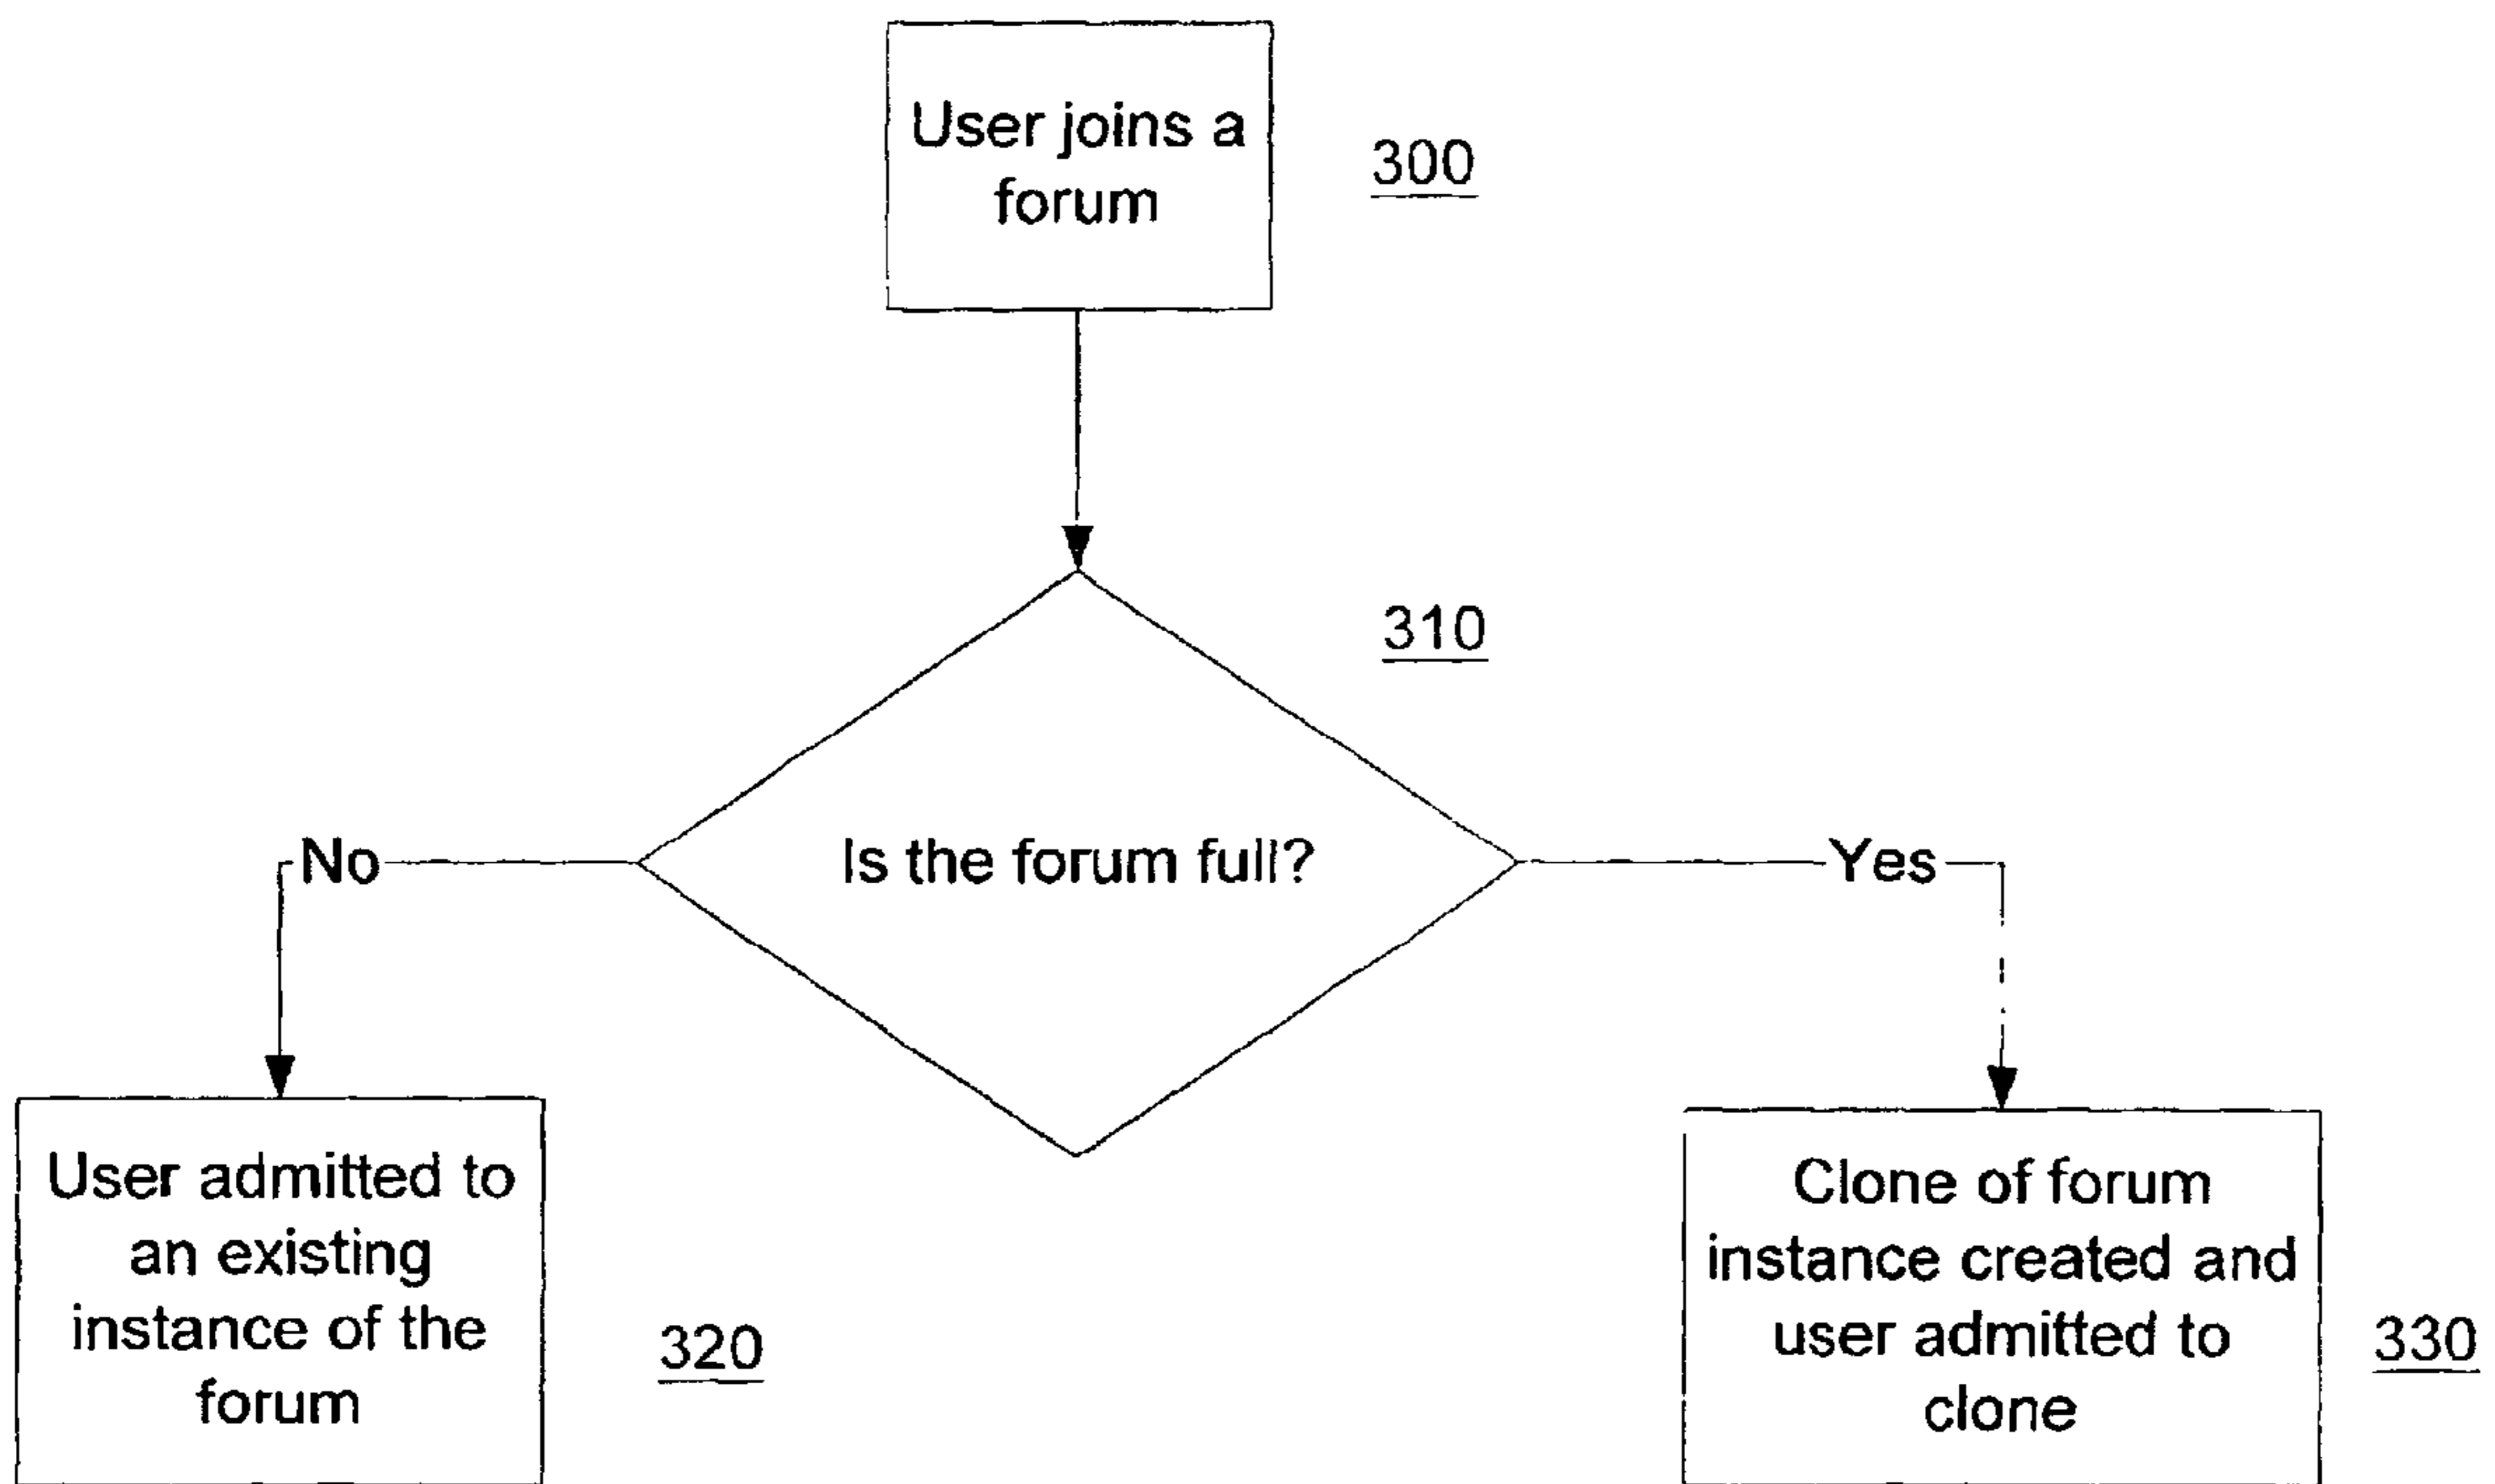 User joins a
forum
300
310
Is the forum full?
No
Yes
User admitted to
an existing
instance of the
forum
320
Clone of forum
instance created and
user admitted to
clone
330